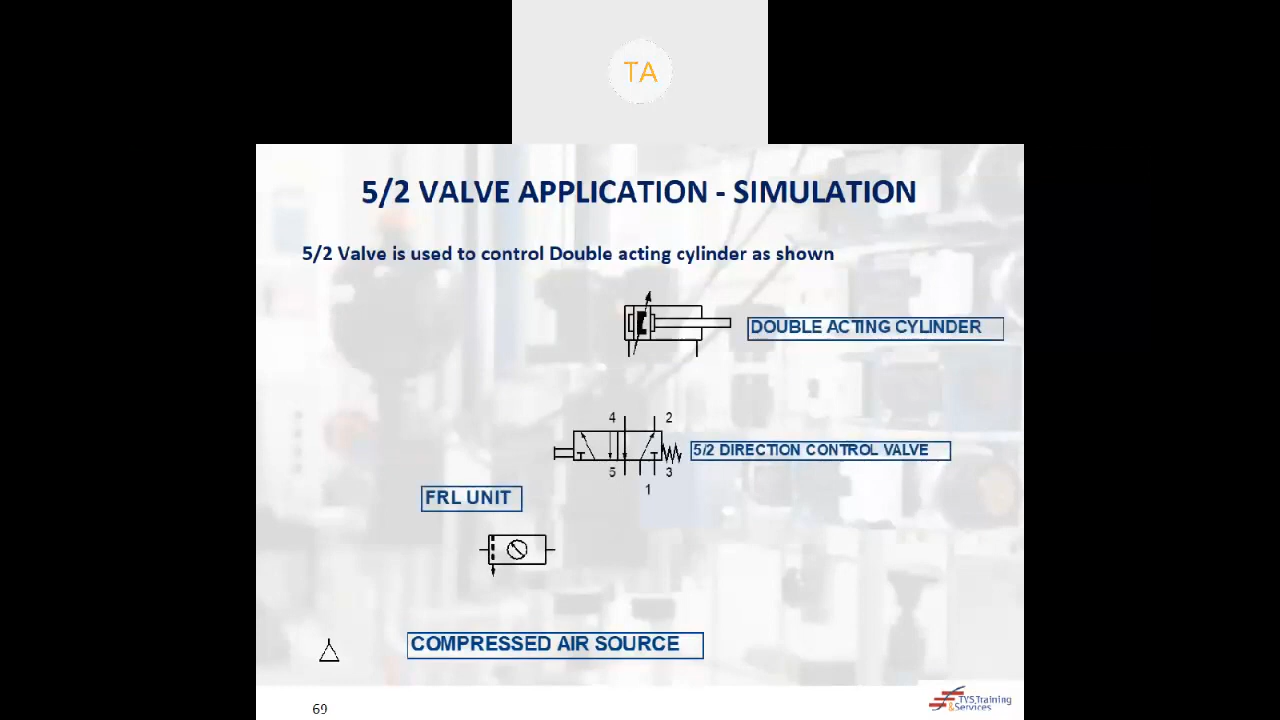 TA
5/2 VALVE APPLICATION - SIMULATION
5/2 Valve is used to control Double acting cylinder as shown
DOUBLE ACTING CYLINDER
4 2
5/2 DIRECTION CONTROL VALVE
5 3
1
FRL UNIT
COMPRESSED AIR SOURCE
TVS Training
& Services
69